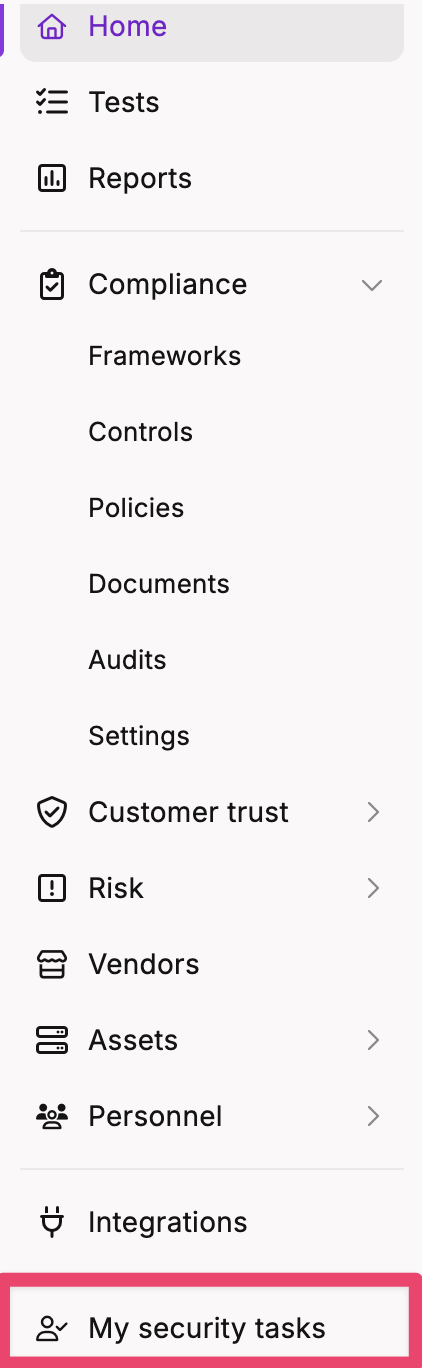 Home
Tests
Reports
Compliance
Frameworks
Controls
Policies
Documents
Audits
Settings
Customer trust
Risk
Vendors
Assets
Personnel
Integrations
My security tasks